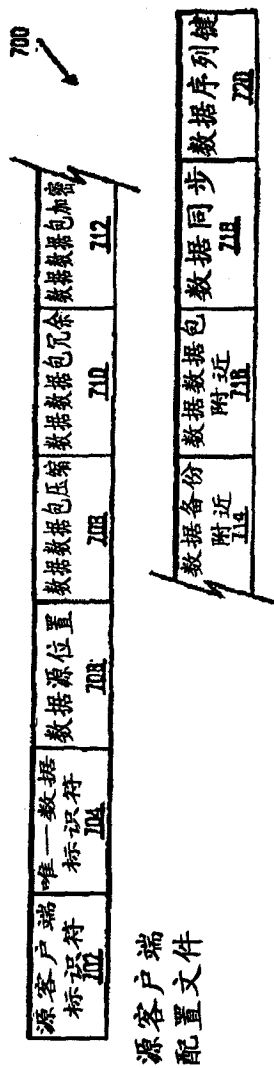 700
源客户端
标识符
702
唯一数据
标识符
704
数据源位置
706
数据数据包压缩
708
数据数据包冗余
710
数据数据包加密
712
数据备份
附近
714
数据数据包
附近
716
数据同步
718
数据序列键
720
源客户端
配置文件